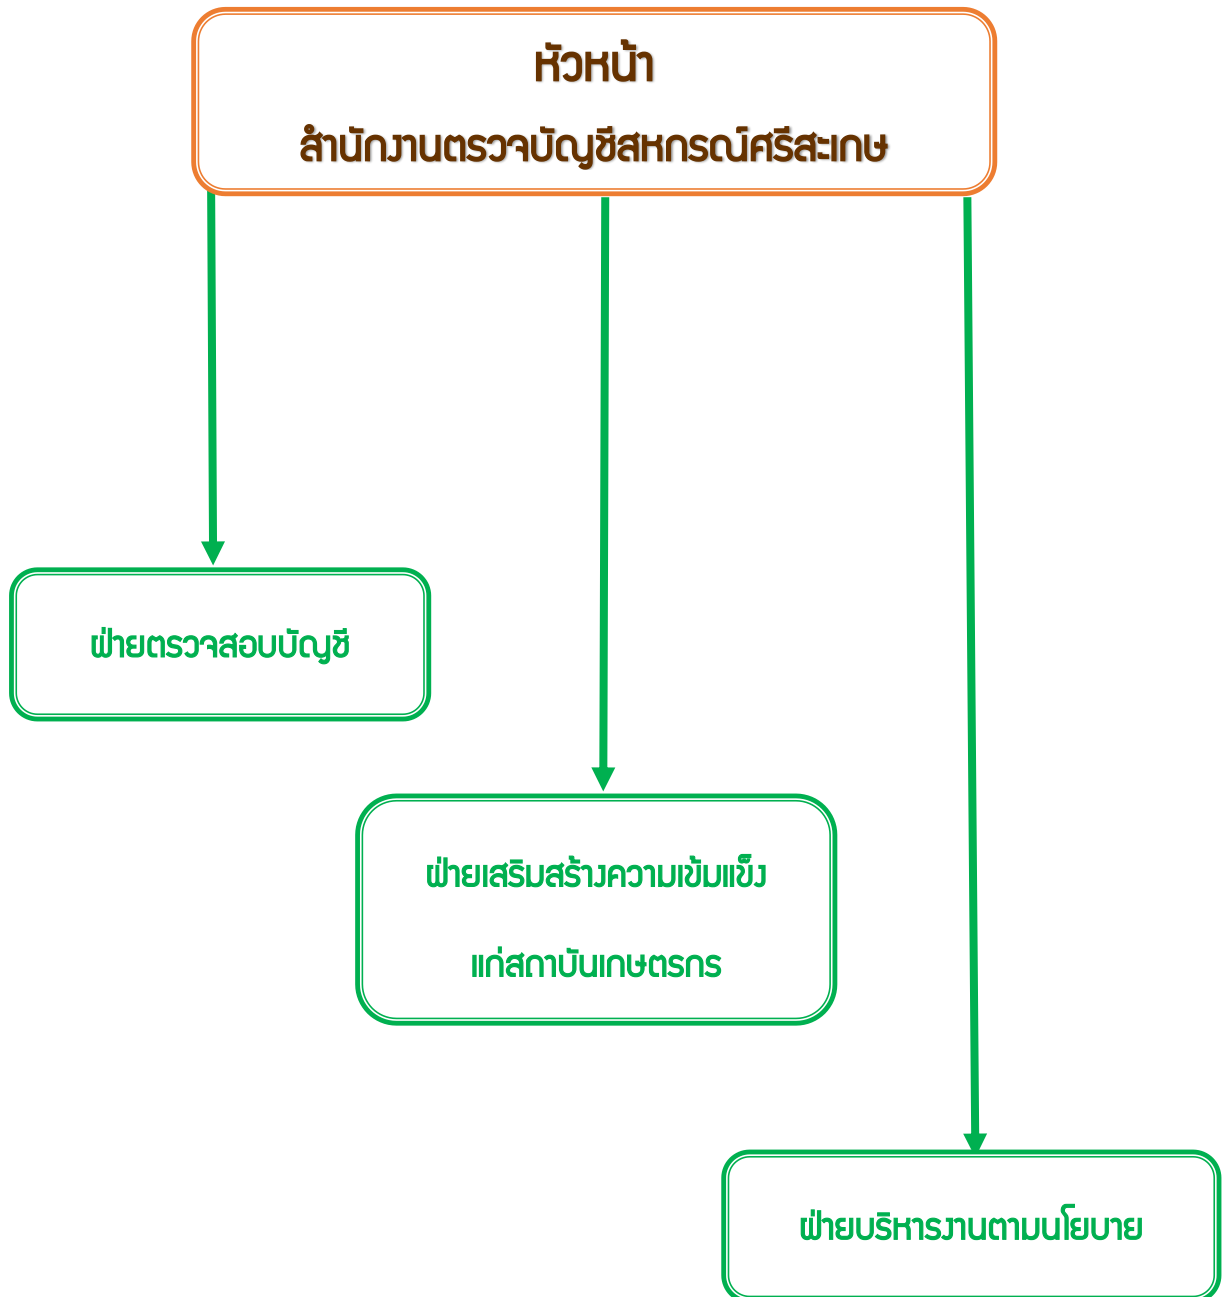 หัวหน้า
สำนักงานตรวจบัญชีสหกรณ์ศรีสะเกษ
ฝ่ายตรวจสอบบัญชี
ฝ่ายเสริมสร้างความเข้มแข็ง
แก่สถาบันเกษตรกร
ฝ่ายบริหารงานตามนโยบาย